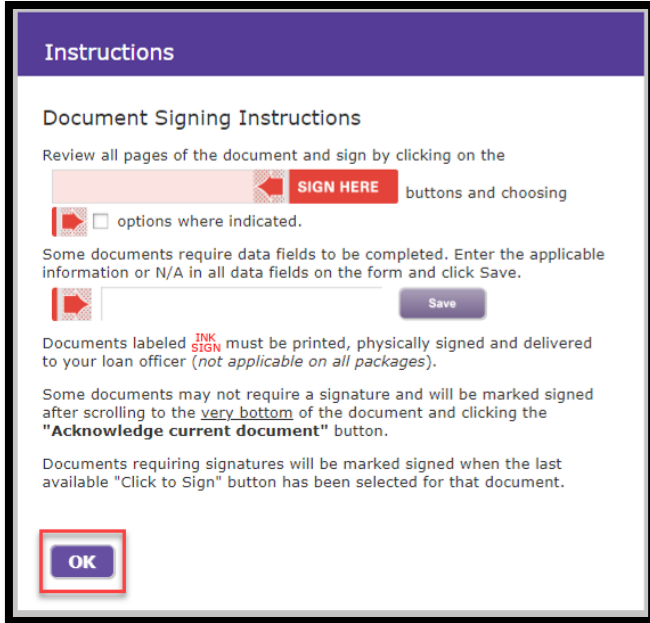 Instructions
Document Signing Instructions
Review all pages of the document and sign by clicking on the
SIGN HERE buttons and choosing
options where indicated.
Some documents require data fields to be completed. Enter the applicable
information or N/A in all data fields on the form and click Save.
Save
Documents labeled INK SIGN must be printed, physically signed and delivered
to your loan officer (not applicable on all packages).
Some documents may not require a signature and will be marked signed
after scrolling to the very bottom of the document and clicking the
"Acknowledge current document" button.
Documents requiring signatures will be marked signed when the last
available "Click to Sign" button has been selected for that document.
OK